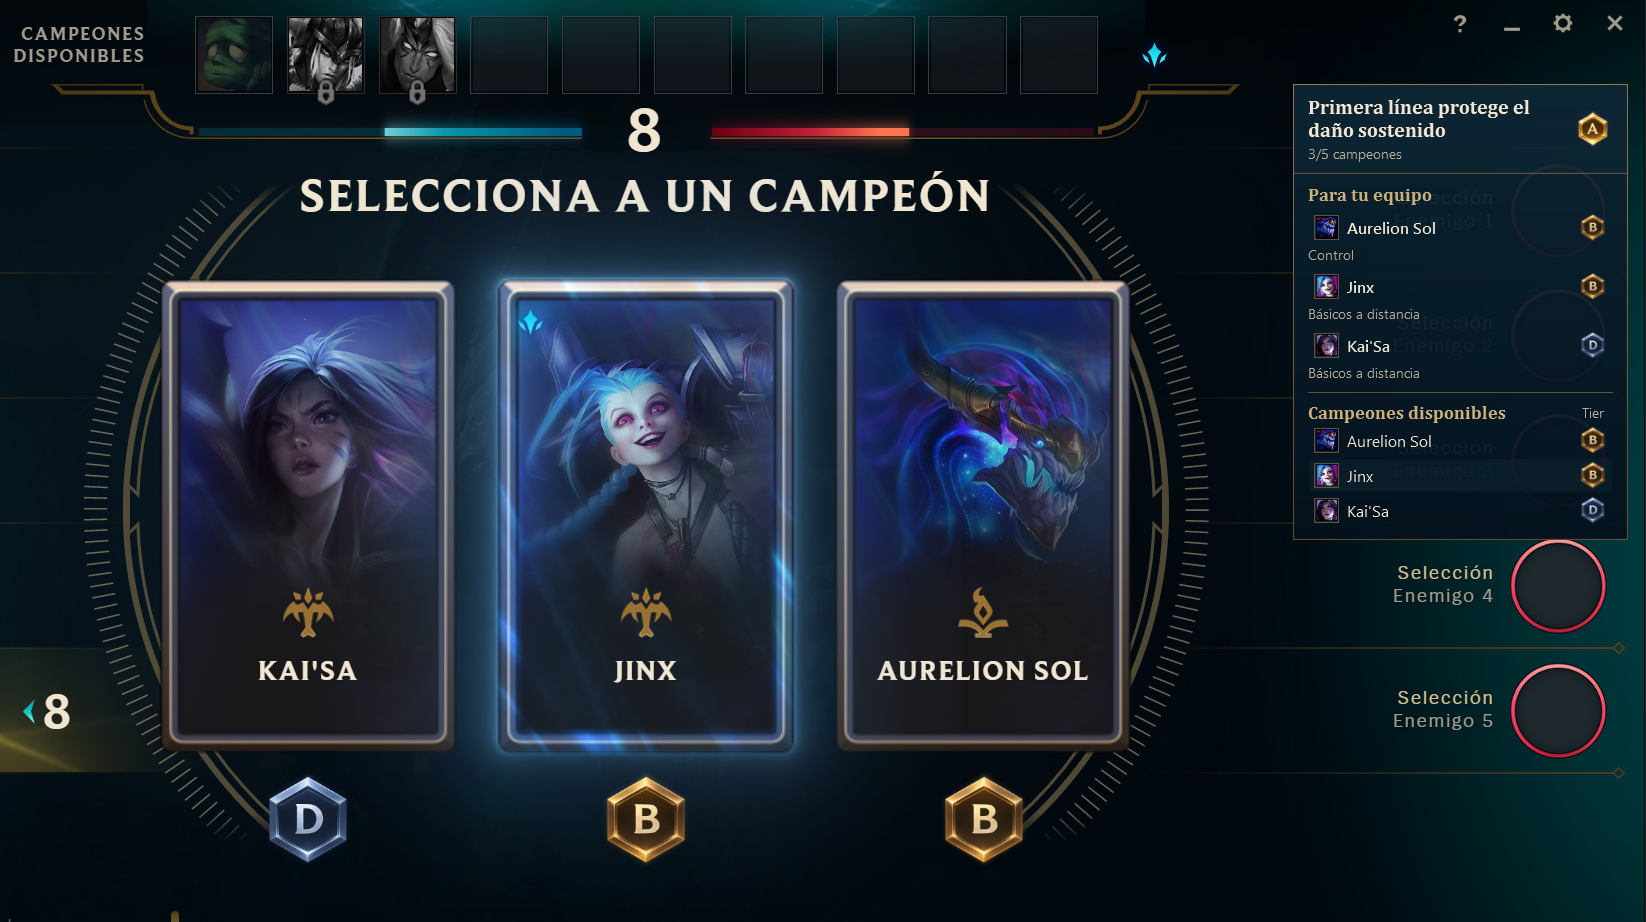 CAMPEONES
DISPONIBLES
8
SELECCIONA A UN CAMPEÓN
KAI'SA
JINX
AURELION SOL
D
B
B
8
?
Primera línea protege el
daño sostenido
A
3/5 campeones
Para tu equipo
Aurelion Sol
B
Control
Jinx
B
Básicos a distancia
Kai'Sa
D
Básicos a distancia
Campeones disponibles
Tier
Aurelion Sol
B
Jinx
B
Kai'Sa
D
Selección
Enemigo 4
Selección
Enemigo 5